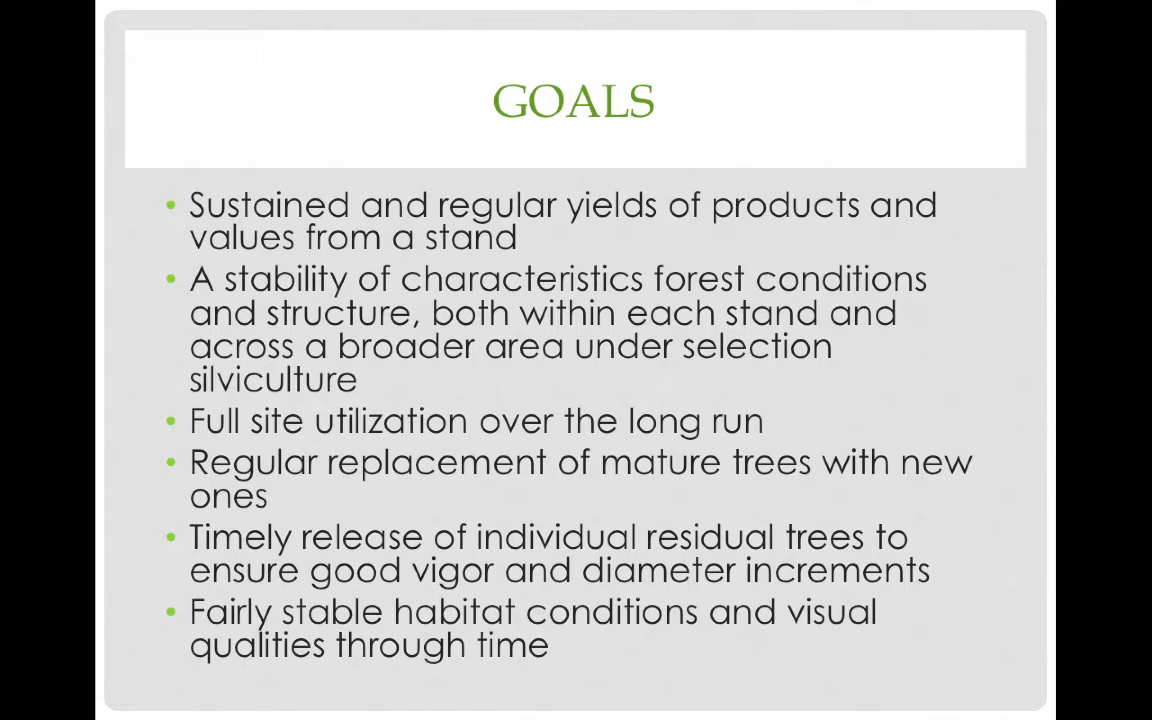 GOALS
• Sustained and regular yields of products and
values from a stand
• A stability of characteristics forest conditions
and structure, both within each stand and
across a broader area under selection
silviculture
• Full site utilization over the long run
• Regular replacement of mature trees with new
ones
• Timely release of individual residual trees to
ensure good vigor and diameter increments
• Fairly stable habitat conditions and visual
qualities through time